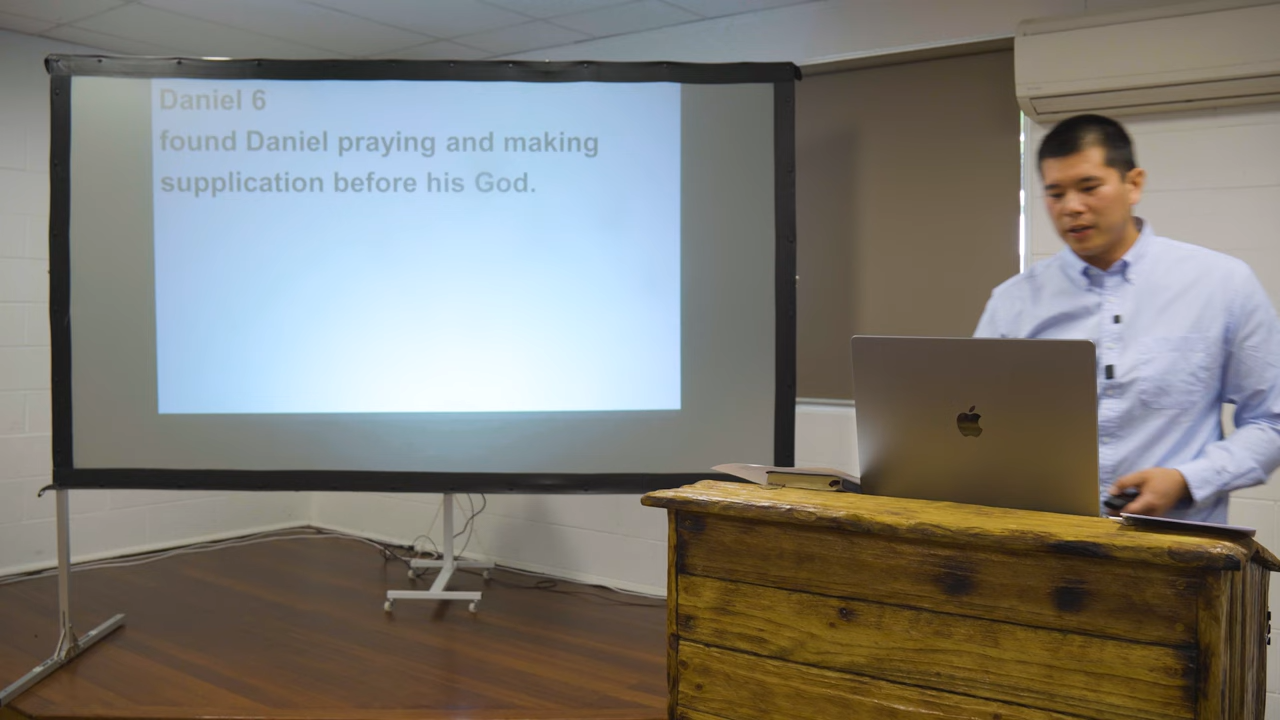 Daniel 6
found Daniel praying and making
supplication before his God.